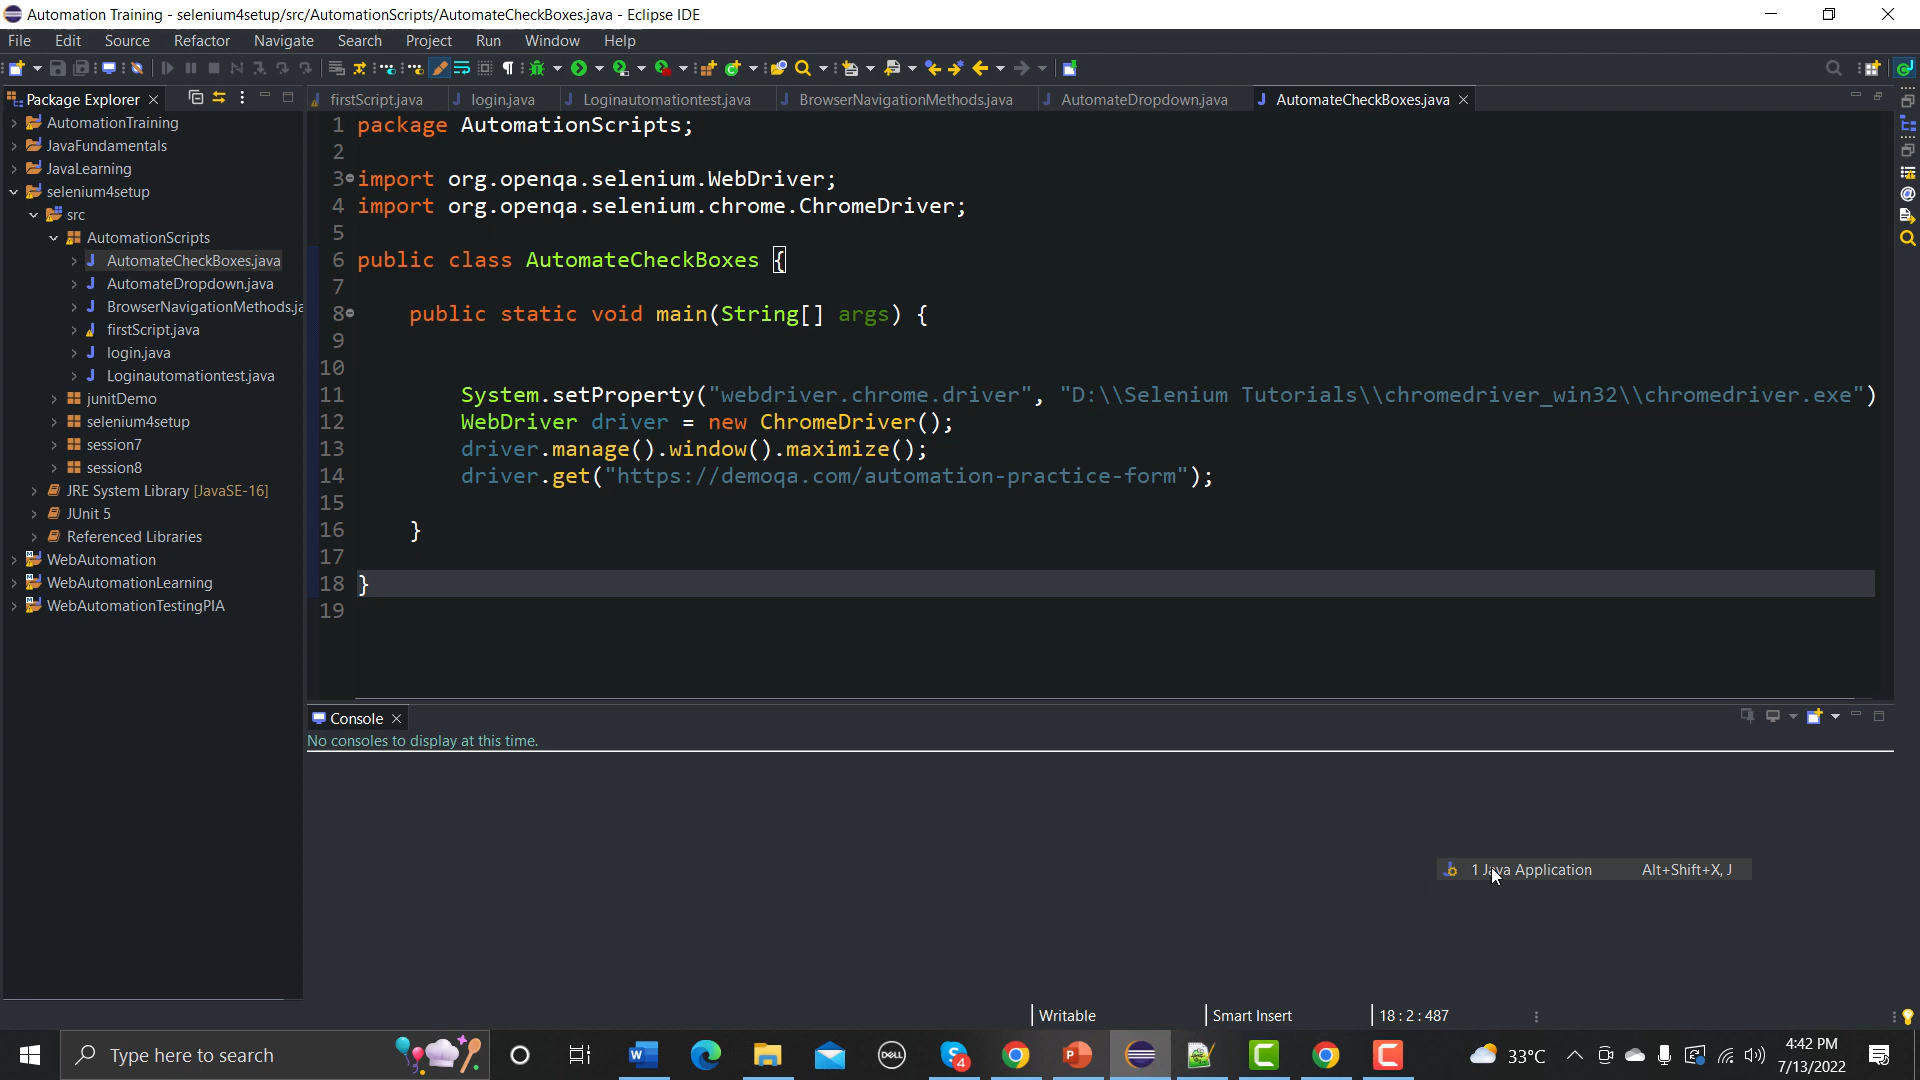 Automation Training - selenium4setup/src/AutomationScripts/AutomateCheckBoxes.java - Eclipse IDE
File Edit Source Refactor Navigate Search Project Run Window Help
Package Explorer
firstScript.java login.java Loginautomationtest.java BrowserNavigationMethods.java AutomateDropdown.java AutomateCheckBoxes.java
AutomationTraining
JavaFundamentals
JavaLearning
selenium4setup
src
AutomationScripts
AutomateCheckBoxes.java
AutomateDropdown.java
BrowserNavigationMethods.ja
firstScript.java
login.java
Loginautomationtest.java
junitDemo
selenium4setup
session7
session8
JRE System Library [JavaSE-16]
JUnit 5
Referenced Libraries
WebAutomation
WebAutomationLearning
WebAutomationTestingPIA
1 package AutomationScripts;
2
3 import org.openqa.selenium.WebDriver;
4 import org.openqa.selenium.chrome.ChromeDriver;
5
6 public class AutomateCheckBoxes {
7
8 public static void main(String[] args) {
9
10
11 System.setProperty("webdriver.chrome.driver", "D:\\Selenium Tutorials\\chromedriver_win32\\chromedriver.exe")
12 WebDriver driver = new ChromeDriver();
13 driver.manage().window().maximize();
14 driver.get("https://demoqa.com/automation-practice-form");
15
16 }
17
18 }
19
Console
No consoles to display at this time.
1 Java Application Alt+Shift+X, J
Writable Smart Insert 18 : 2 : 487
Type here to search
DELL
4
33°C
4:42 PM
7/13/2022